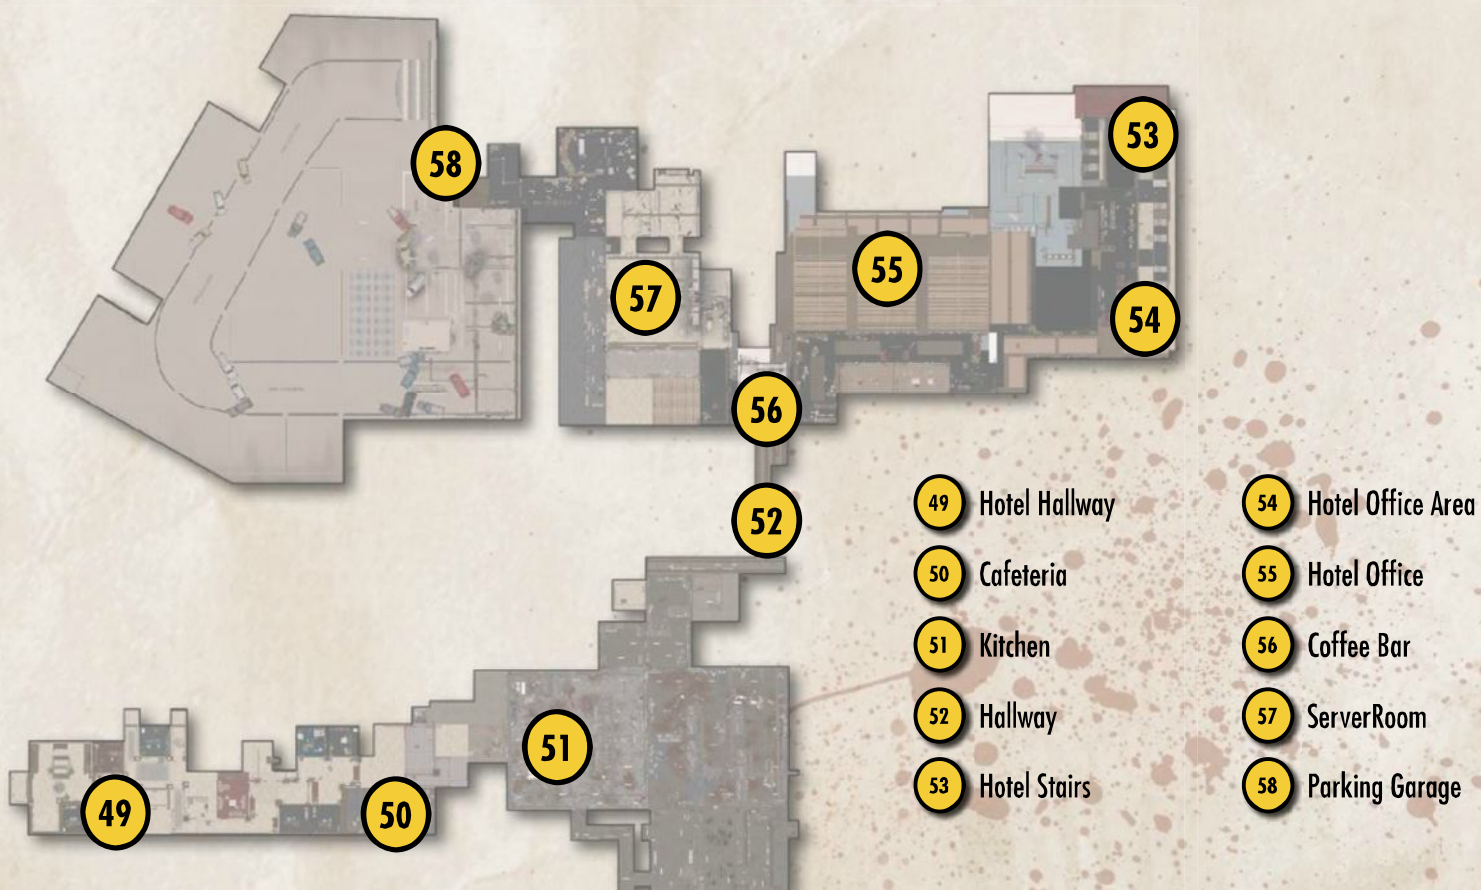 58
53
57
55
54
56
52
51
49
50
49 Hotel Hallway
50 Cafeteria
51 Kitchen
52 Hallway
53 Hotel Stairs
54 Hotel Office Area
55 Hotel Office
56 Coffee Bar
57 ServerRoom
58 Parking Garage